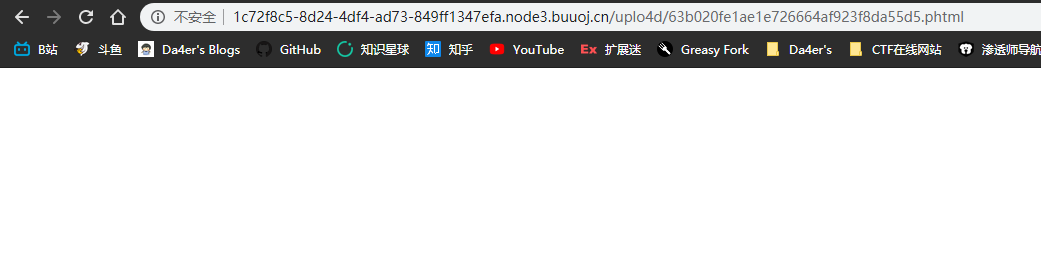 不安全 1c72f8c5-8d24-4df4-ad73-849ff1347efa.node3.buuoj.cn/uplo4d/63b020fe1ae1e726664af923f8da55d5.phtml
B站 斗鱼 Da4er's Blogs GitHub 知识星球 知 知乎 YouTube Ex 扩展迷 Greasy Fork Da4er's CTF在线网站 渗透师导航